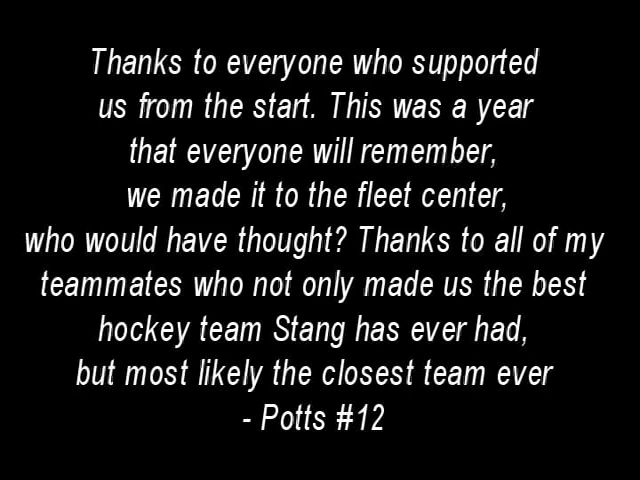 Thanks to everyone who supported
us from the start. This was a year
that everyone will remember,
we made it to the fleet center,
who would have thought? Thanks to all of my
teammates who not only made us the best
hockey team Stang has ever had,
but most likely the closest team ever
- Potts #12